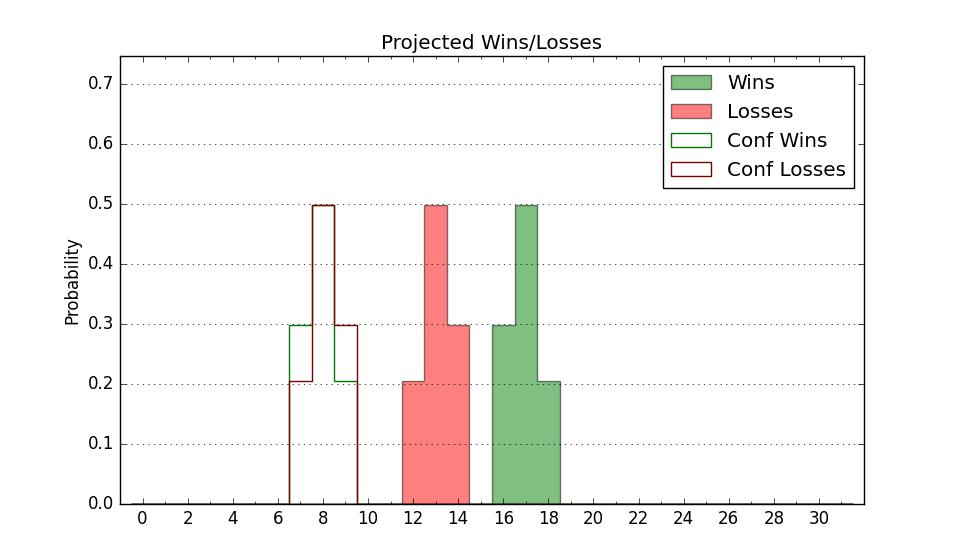 Projected Wins/Losses
Probability
0.7
0.6
0.5
0.4
0.3
0.2
0.1
0.0
Wins
Losses
Conf Wins
Conf Losses
0 2 4 6 8 10 12 14 16 18 20 22 24 26 28 30